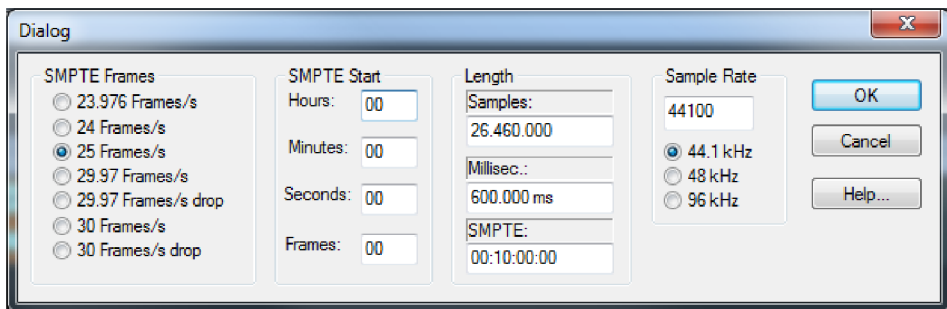 Dialog
SMPTE Frames
23.976 Frames/s
24 Frames/s
25 Frames/s
29.97 Frames/s
29.97 Frames/s drop
30 Frames/s
30 Frames/s drop
SMPTE Start
Hours: 00
Minutes: 00
Seconds: 00
Frames: 00
Length
Samples:
26.460.000
Millisec.:
600.000 ms
SMPTE:
00:10:00:00
Sample Rate
44100
44.1 kHz
48 kHz
96 kHz
OK
Cancel
Help...